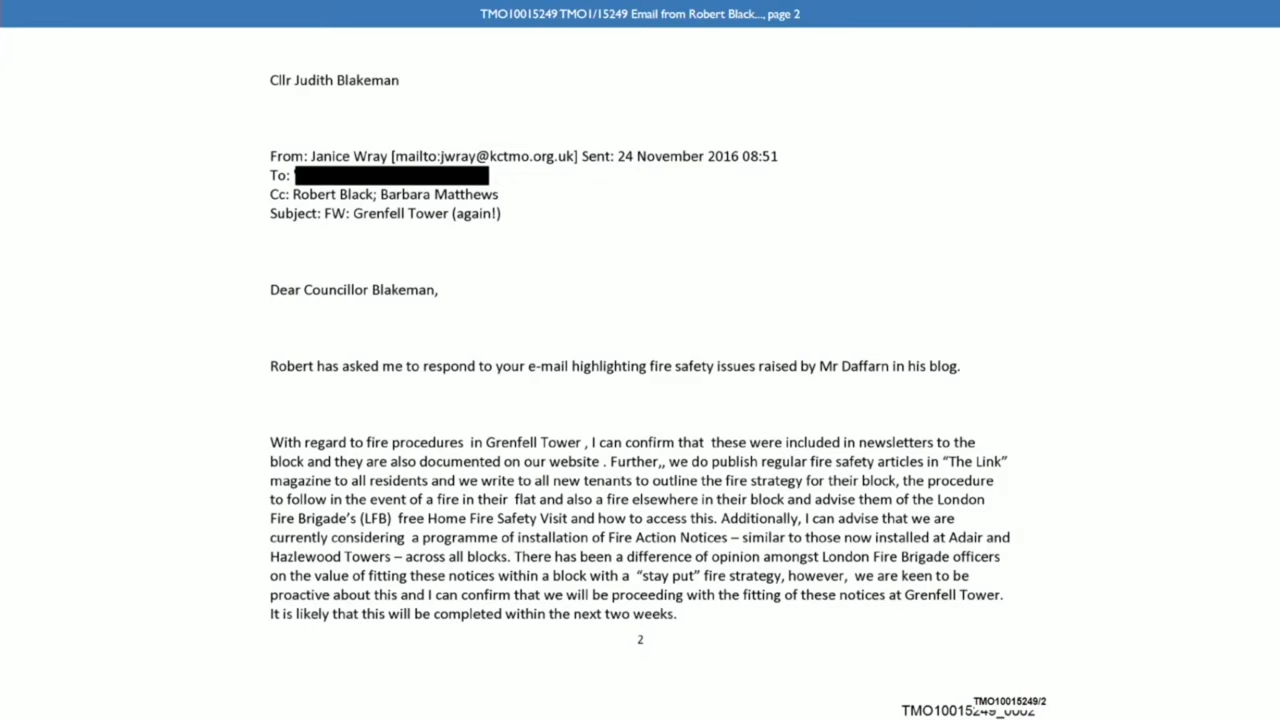 TMO10015249 TMO1/15249 Email from Robert Black..., page 2
Cllr Judith Blakeman
From: Janice Wray [mailto:jwray@kctmo.org.uk] Sent: 24 November 2016 08:51
To: '
Cc: Robert Black; Barbara Matthews
Subject: FW: Grenfell Tower (again!)
Dear Councillor Blakeman,
Robert has asked me to respond to your e-mail highlighting fire safety issues raised by Mr Daffarn in his blog.
With regard to fire procedures  in Grenfell Tower , I can confirm that  these were included in newsletters to the
block and they are also documented on our website . Further,, we do publish regular fire safety articles in “The Link”
magazine to all residents and we write to all new tenants to outline the fire strategy for their block, the procedure
to follow in the event of a fire in their  flat and also a fire elsewhere in their block and advise them of the London
Fire Brigade’s (LFB)  free Home Fire Safety Visit and how to access this. Additionally, I can advise that we are
currently considering  a programme of installation of Fire Action Notices – similar to those now installed at Adair and
Hazlewood Towers – across all blocks. There has been a difference of opinion amongst London Fire Brigade officers
on the value of fitting these notices within a block with a  “stay put” fire strategy, however,  we are keen to be
proactive about this and I can confirm that we will be proceeding with the fitting of these notices at Grenfell Tower.
It is likely that this will be completed within the next two weeks.
2
TMO10015249/2
TMO10015249_0002